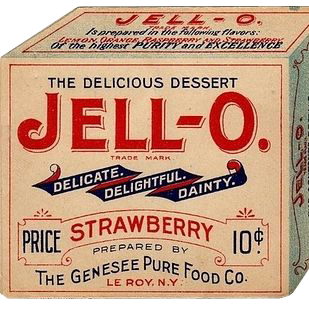 JELL-O.
TRADE MARK.
Is prepared in the following flavors:
LEMON, ORANGE, RASPBERRY AND STRAWBERRY
Of the highest PURITY and EXCELLENCE
THE DELICIOUS DESSERT
JELL-O.
TRADE MARK
DELICATE.
DELIGHTFUL.
DAINTY.
STRAWBERRY
PRICE 10¢.
PREPARED BY
THE GENESEE PURE FOOD CO.
LE ROY, N.Y.